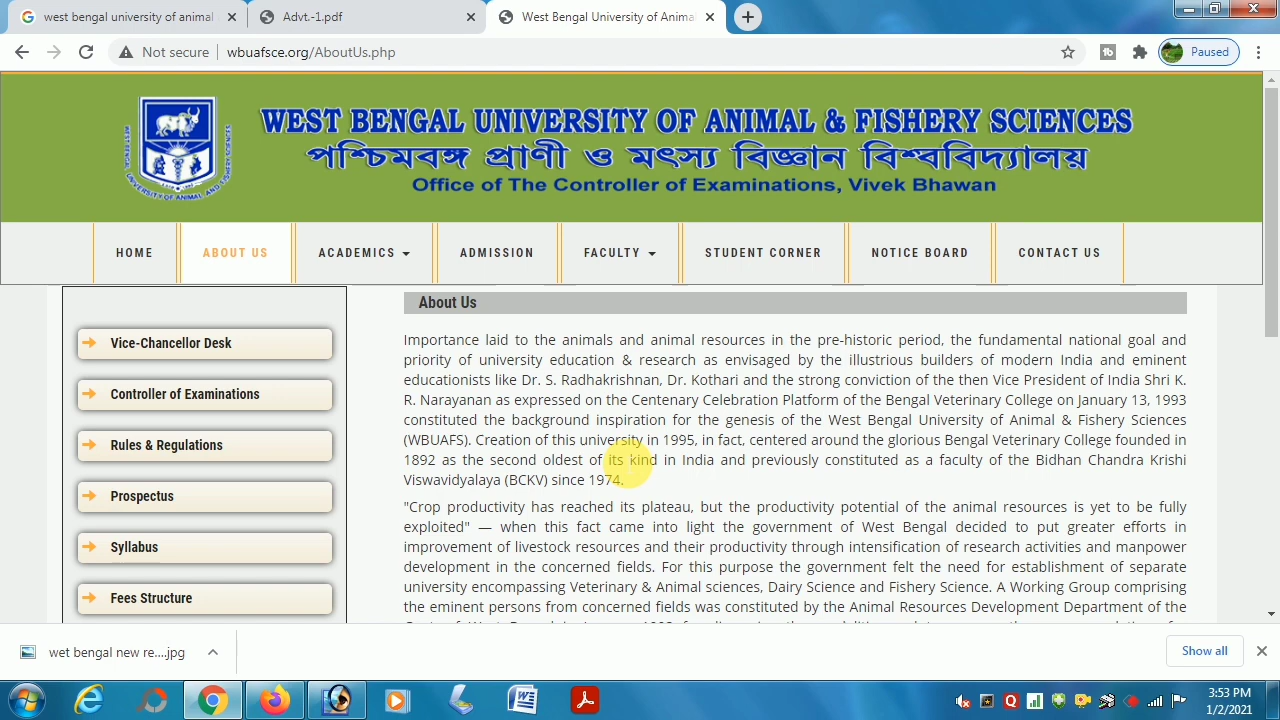 west bengal university of animal
Advt.-1.pdf
West Bengal University of Anima
Not secure
wbuafsce.org/AboutUs.php
Paused
WEST BENGAL UNIVERSITY OF ANIMAL & FISHERY SCIENCES
পশ্চিমবঙ্গ প্রাণী ও মৎস্য বিজ্ঞান বিশ্ববিদ্যালয়
Office of The Controller of Examinations, Vivek Bhawan
HOME
ABOUT US
ACADEMICS
ADMISSION
FACULTY
STUDENT CORNER
NOTICE BOARD
CONTACT US
Vice-Chancellor Desk
Controller of Examinations
Rules & Regulations
Prospectus
Syllabus
Fees Structure
About Us
Importance laid to the animals and animal resources in the pre-historic period, the fundamental national goal and
priority of university education & research as envisaged by the illustrious builders of modern India and eminent
educationists like Dr. S. Radhakrishnan, Dr. Kothari and the strong conviction of the then Vice President of India Shri K.
R. Narayanan as expressed on the Centenary Celebration Platform of the Bengal Veterinary College on January 13, 1993
constituted the background inspiration for the genesis of the West Bengal University of Animal & Fishery Sciences
(WBUAFS). Creation of this university in 1995, in fact, centered around the glorious Bengal Veterinary College founded in
1892 as the second oldest of its kind in India and previously constituted as a faculty of the Bidhan Chandra Krishi
Viswavidyalaya (BCKV) since 1974.
"Crop productivity has reached its plateau, but the productivity potential of the animal resources is yet to be fully
exploited" — when this fact came into light the government of West Bengal decided to put greater efforts in
improvement of livestock resources and their productivity through intensification of research activities and manpower
development in the concerned fields. For this purpose the government felt the need for establishment of separate
university encompassing Veterinary & Animal sciences, Dairy Science and Fishery Science. A Working Group comprising
the eminent persons from concerned fields was constituted by the Animal Resources Development Department of the
wet bengal new re....jpg
Show all
3:53 PM
1/2/2021